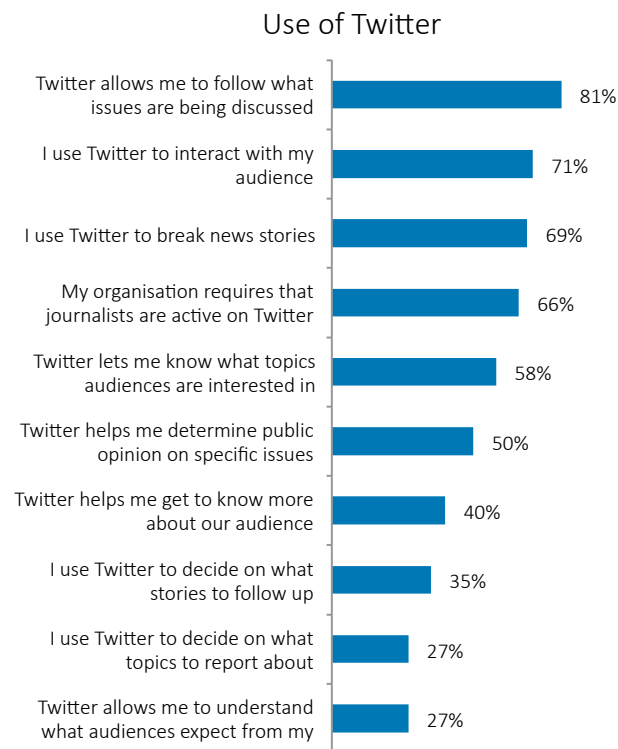 Use of Twitter
Twitter allows me to follow what
issues are being discussed
81%
I use Twitter to interact with my
audience
71%
I use Twitter to break news stories
69%
My organisation requires that
journalists are active on Twitter
66%
Twitter lets me know what topics
audiences are interested in
58%
Twitter helps me determine public
opinion on specific issues
50%
Twitter helps me get to know more
about our audience
40%
I use Twitter to decide on what
stories to follow up
35%
I use Twitter to decide on what
topics to report about
27%
Twitter allows me to understand
what audiences expect from my
27%